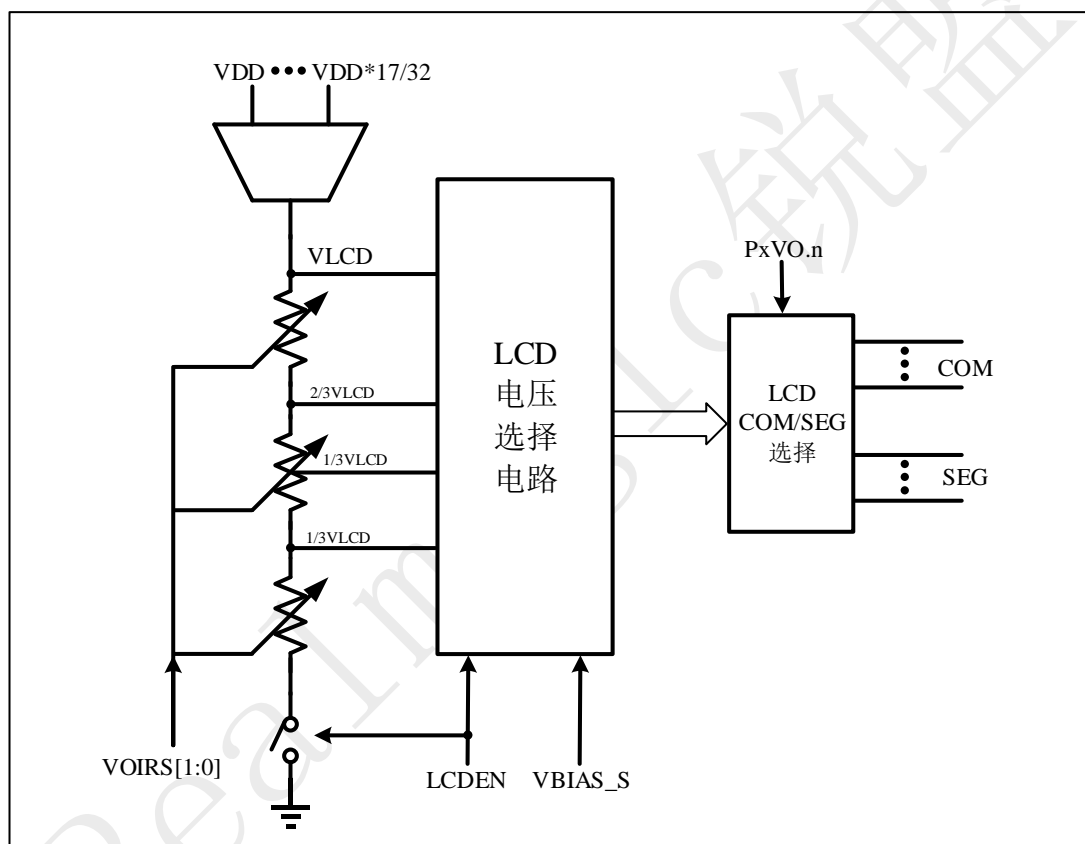 VDD ••• VDD*17/32
VLCD
PxVO.n
LCD
电压
选择
电路
2/3VLCD
1/3VLCD
1/3VLCD
LCD
COM/SEG
选择
COM
SEG
VOIRS[1:0]
LCDEN
VBIAS_S